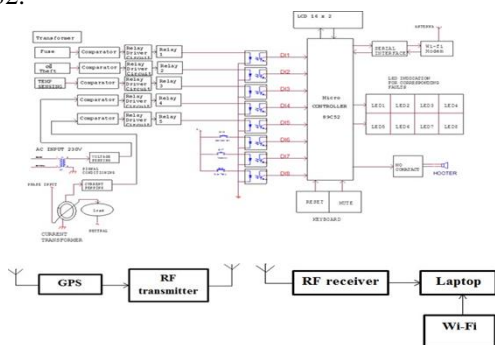 02.
LCD 16 x 2
Transformer
Fuse
Comparator
Relay Driver Circuit
Relay 1
Oil Theft
Comparator
Relay Driver Circuit
Relay 2
TEMP SENSING
Comparator
Relay Driver Circuit
Relay 3
Comparator
Relay Driver Circuit
Relay 4
Comparator
Relay Driver Circuit
Relay 5
DI1
DI2
DI3
DI4
DI5
DI6
DI7
DI8
Micro
CONTROLLER
89C52
SERIAL INTERFACE
Wi-Fi Modem
ANTENNA
LED INDICATION
FOR CORRESPONDING
FAULTS
LED1 LED2 LED3 LED4
LED5 LED6 LED7 LED8
AC INPUT 230V
VOLTAGE SENSING
SIGNAL CONDITIONING
CURRENT SENSING
PHASE INPUT
Load
NEUTRAL
CURRENT
TRANSFORMER
NO CONTACT
HOOTER
RESET
MUTE
KEYBOARD
GPS
RF transmitter
RF receiver
Laptop
Wi-Fi